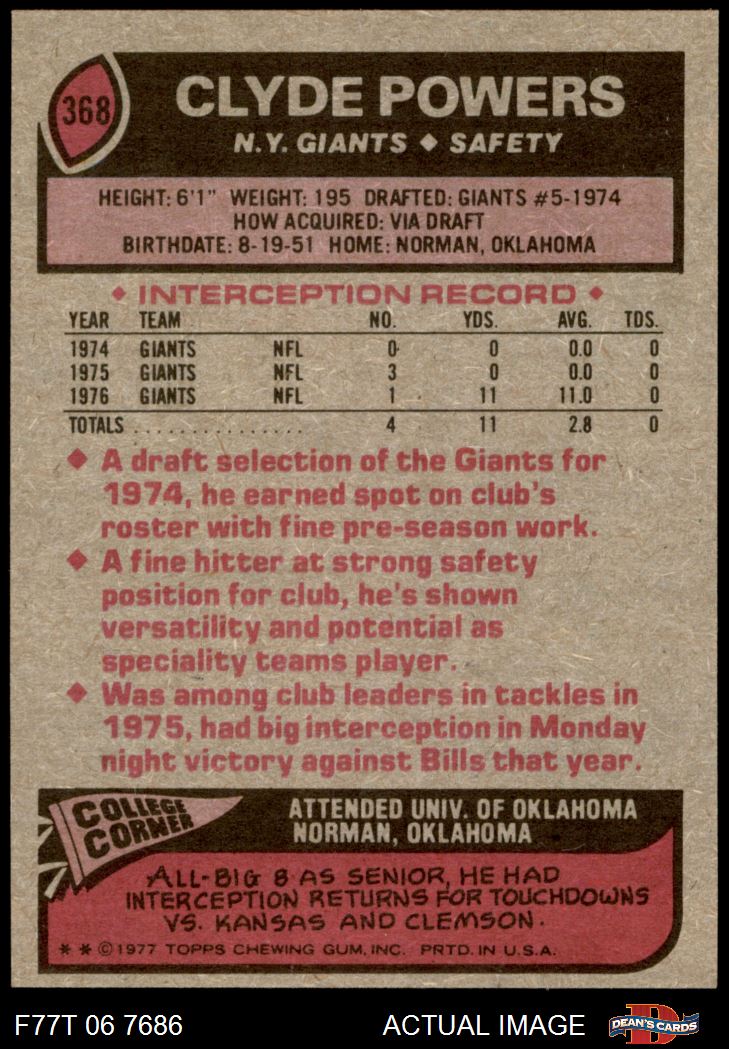 368
CLYDE POWERS
N.Y. GIANTS ◆ SAFETY
HEIGHT: 6'1" WEIGHT: 195 DRAFTED: GIANTS #5-1974
HOW ACQUIRED: VIA DRAFT
BIRTHDATE: 8-19-51 HOME: NORMAN, OKLAHOMA
◆ INTERCEPTION RECORD ◆
YEAR TEAM NO. YDS. AVG. TDS.
1974 GIANTS NFL 0 0 0.0 0
1975 GIANTS NFL 3 0 0.0 0
1976 GIANTS NFL 1 11 11.0 0
TOTALS . . . . . . . . . . . . . . . 4 11 2.8 0
◆ A draft selection of the Giants for
1974, he earned spot on club's
roster with fine pre-season work.
◆ A fine hitter at strong safety
position for club, he's shown
versatility and potential as
speciality teams player.
◆ Was among club leaders in tackles in
1975, had big interception in Monday
night victory against Bills that year.
COLLEGE
CORNER
ATTENDED UNIV. OF OKLAHOMA
NORMAN, OKLAHOMA
ALL-BIG 8 AS SENIOR, HE HAD
INTERCEPTION RETURNS FOR TOUCHDOWNS
VS. KANSAS AND CLEMSON.
* * © 1977 TOPPS CHEWING GUM, INC. PRTD. IN U.S.A.
F77T 06 7686 ACTUAL IMAGE
D
DEAN'S CARDS